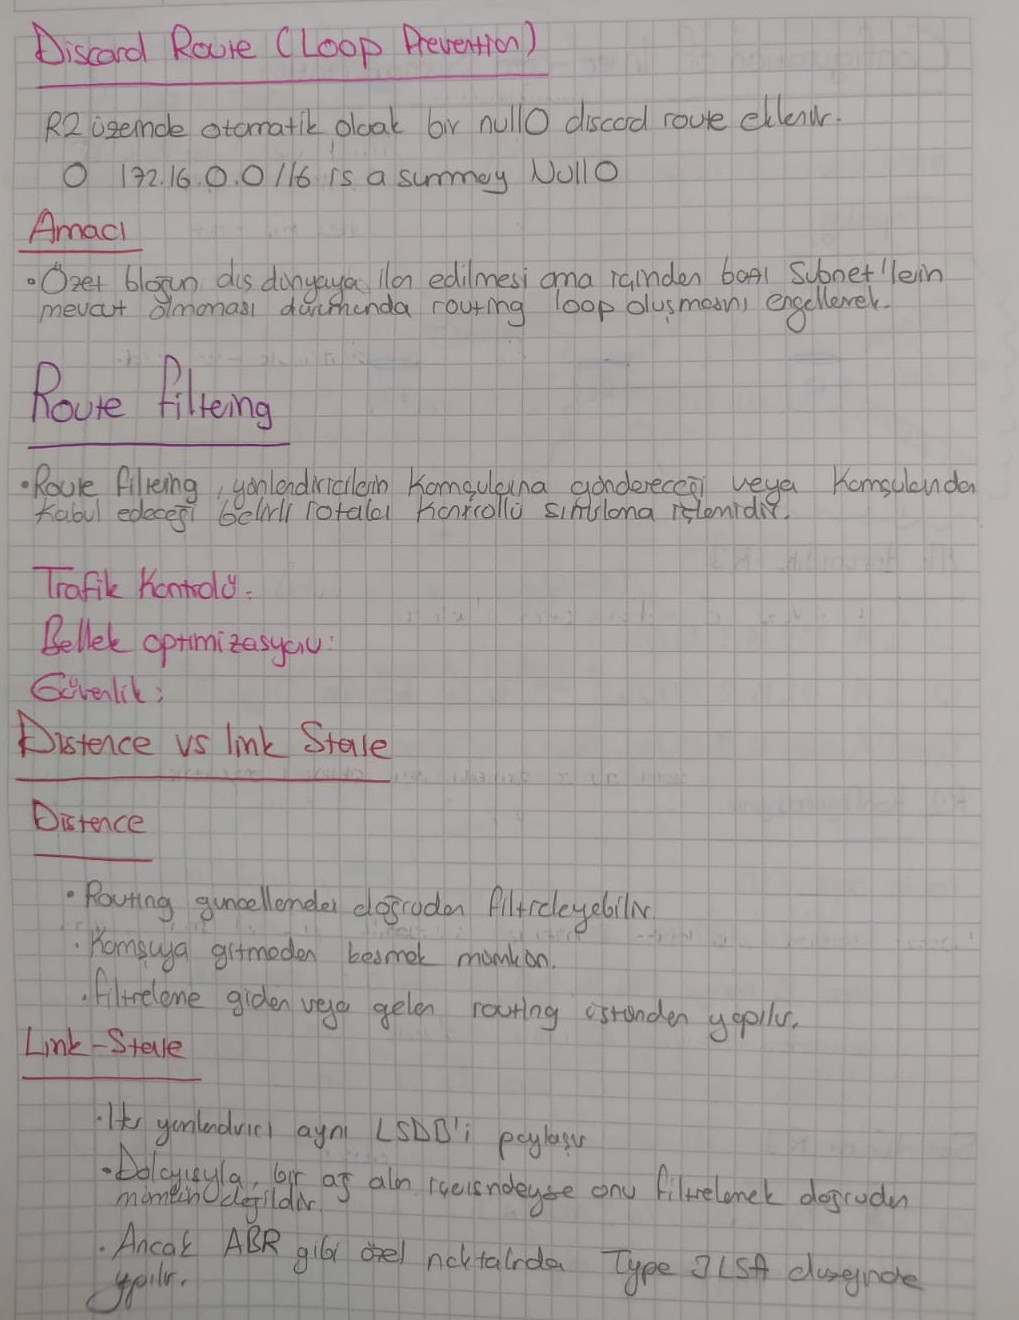 Discard Route (Loop Prevention)
R2 üzerinde otomatik olarak bir null0 discard route eklenir.
O 172.16.0.0/16 is a summary Null0
Amacı
• Özet bloğun dış dünyaya ilan edilmesi ama içinden bazı Subnet'lerin
mevcut olmaması durumunda routing loop oluşmasını engellemek.
Route filtering
• Route filtering, yönlendiricilerin Komşularına göndereceği veya Komşularından
Kabul edeceği belirli rotaları Kontrollü sınırlama işlemidir.
Trafik Kontrolü:
Bellek optimizasyonu:
Güvenlik:
Distence vs link State
Distence
• Routing güncellemeler doğrudan filtreleyebilir
• Komşuya gitmeden kesmek mümkün.
• filtreleme giden veya gelen routing üstünden yapılır.
Link-State
• Her yönlendirici aynı LSDB'i paylaşır
• Dolayısıyla, bir ağ alan içerisindeyse onu filtrelemek doğrudan
mümkün değildir.
• Ancak ABR gibi özel noktalarda Type 3 LSA düzeyinde
yapılır.